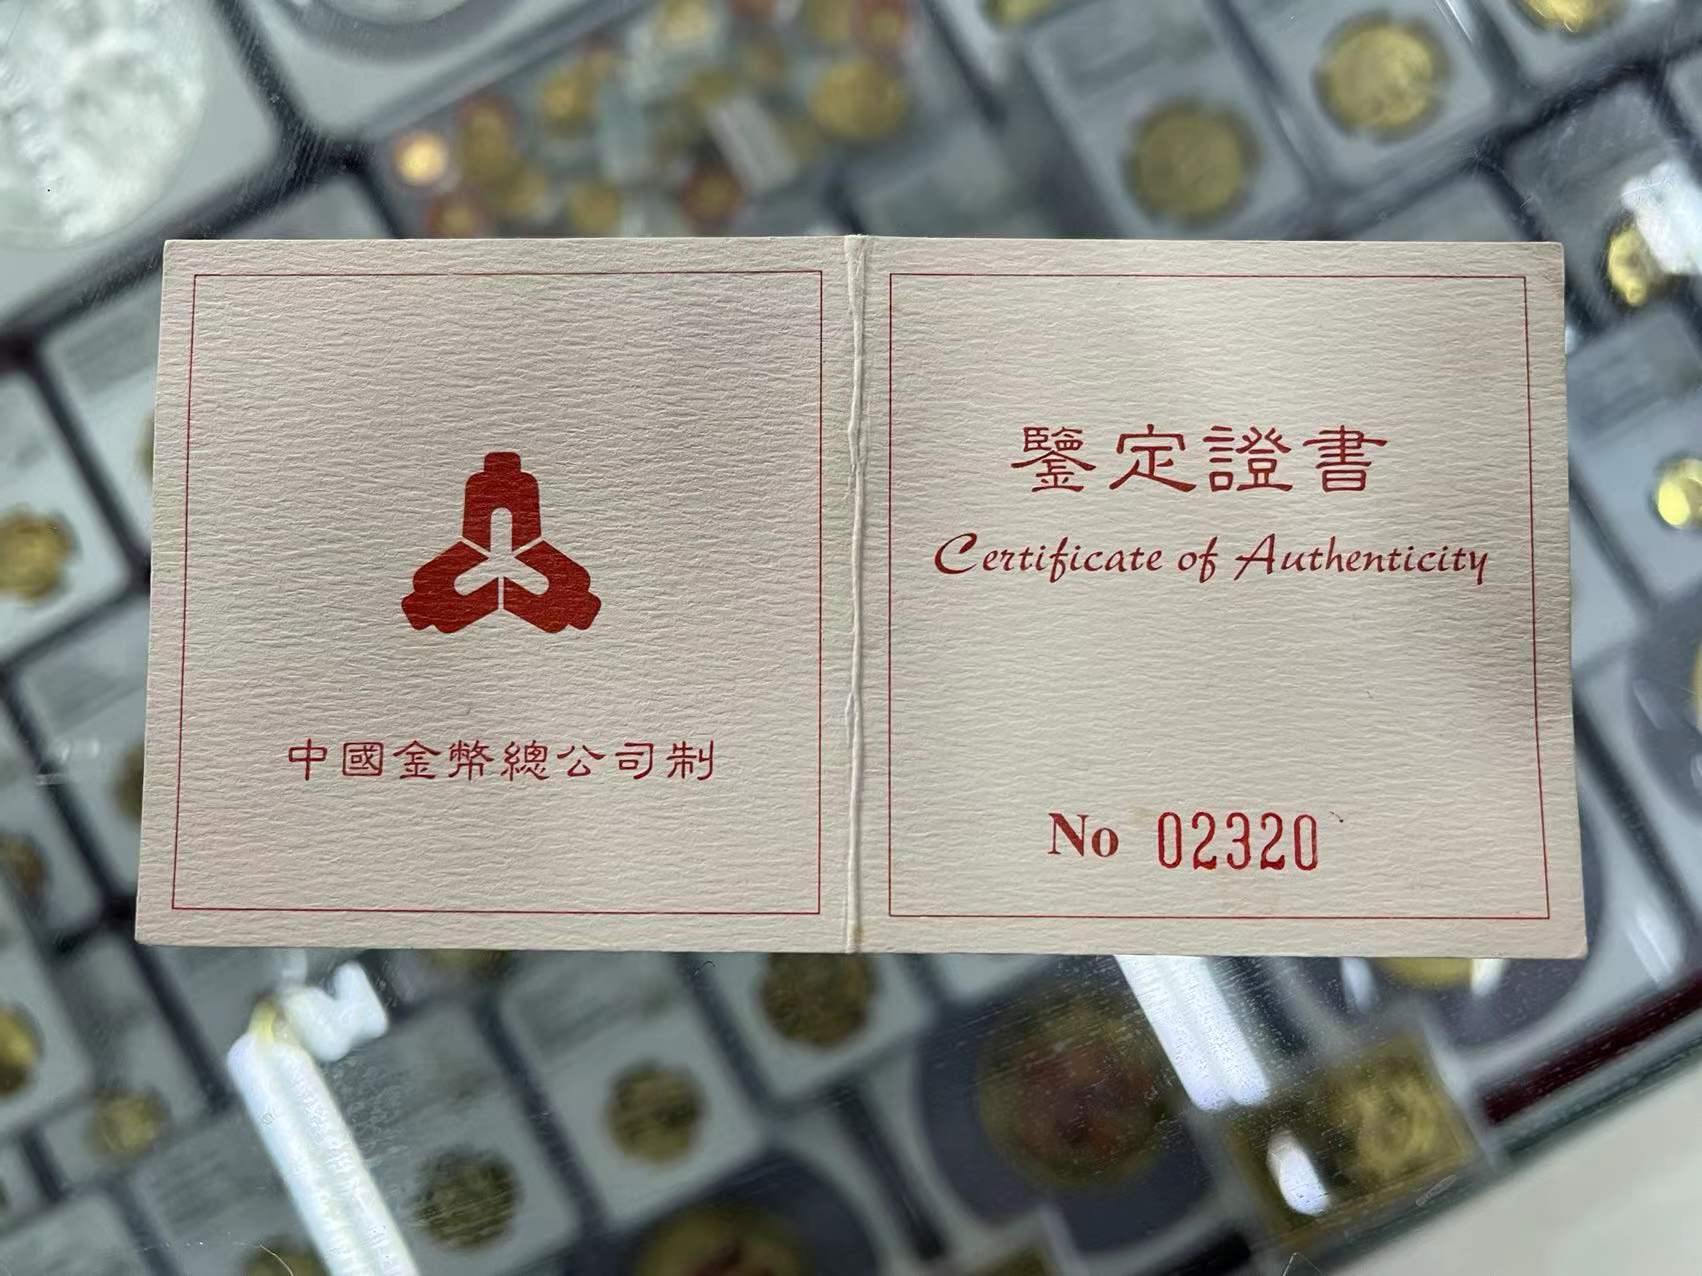 中國金幣總公司制
鑒定證書
Certificate of Authenticity
No 02320